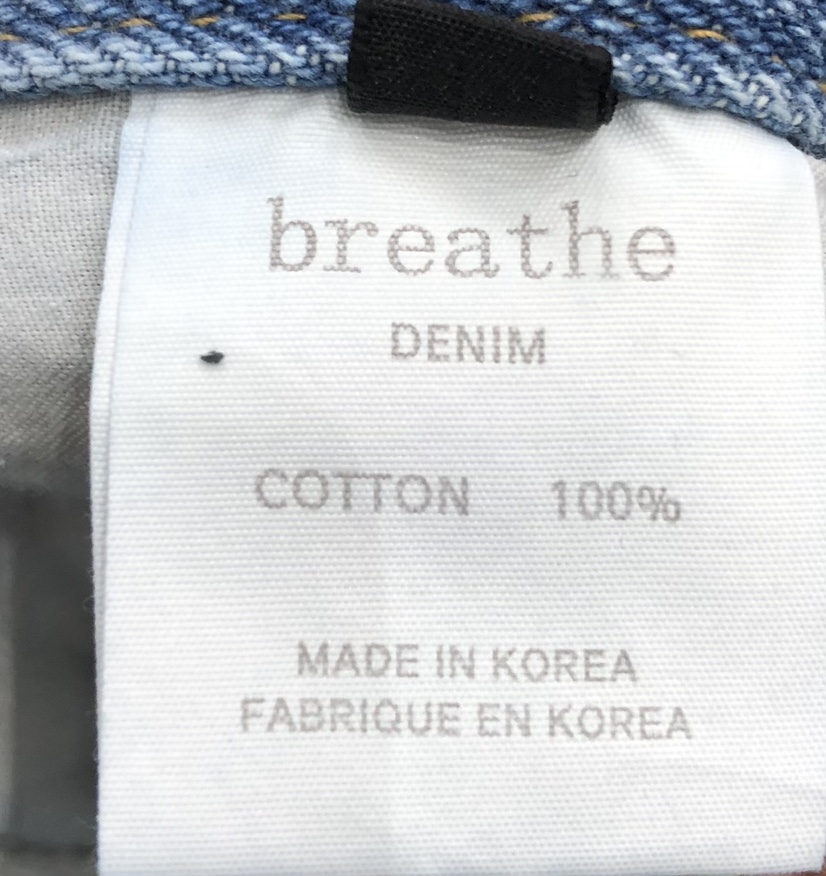 breathe
DENIM
COTTON 100%
MADE IN KOREA
FABRIQUE EN KOREA